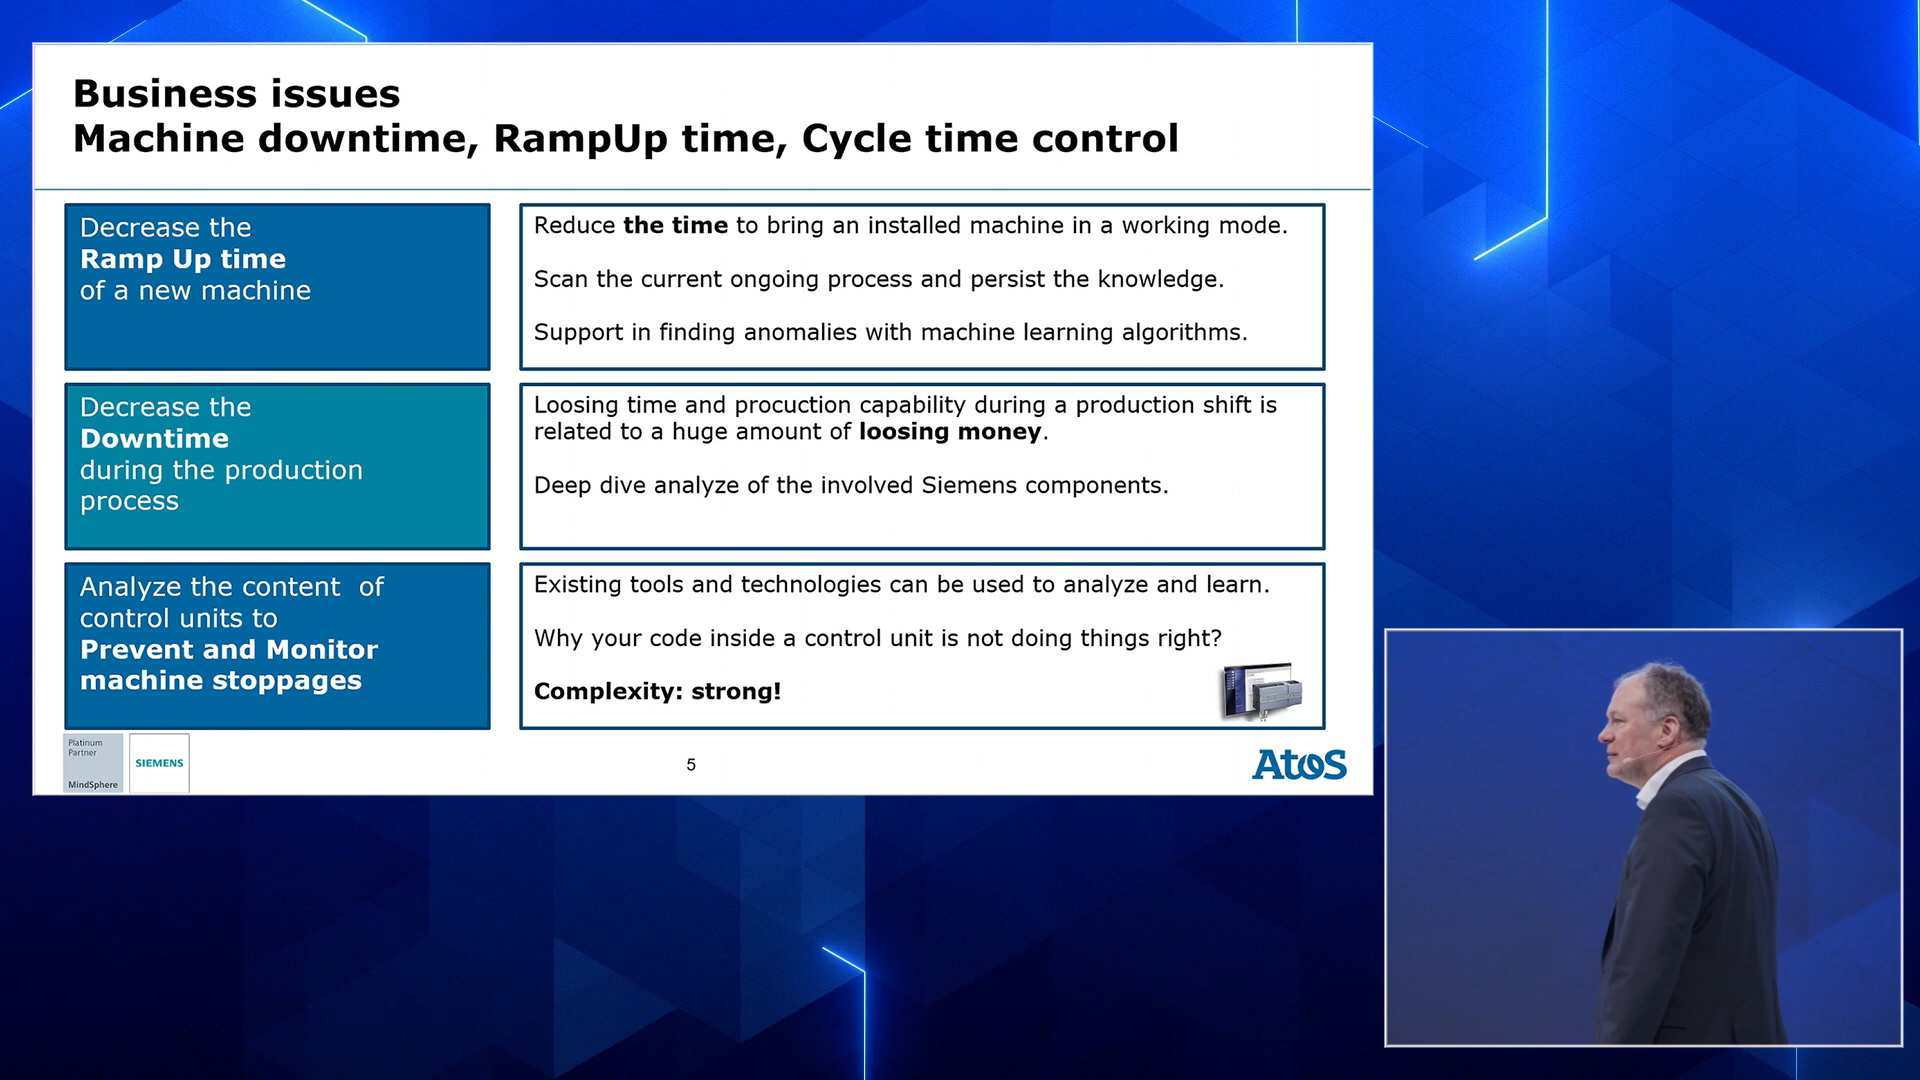 Business issues
Machine downtime, RampUp time, Cycle time control
Decrease the
Ramp Up time
of a new machine
Reduce the time to bring an installed machine in a working mode.
Scan the current ongoing process and persist the knowledge.
Support in finding anomalies with machine learning algorithms.
Decrease the
Downtime
during the production
process
Loosing time and procuction capability during a production shift is
related to a huge amount of loosing money.
Deep dive analyze of the involved Siemens components.
Analyze the content of
control units to
Prevent and Monitor
machine stoppages
Existing tools and technologies can be used to analyze and learn.
Why your code inside a control unit is not doing things right?
Complexity: strong!
Platinum
Partner
MindSphere
SIEMENS
5
Atos